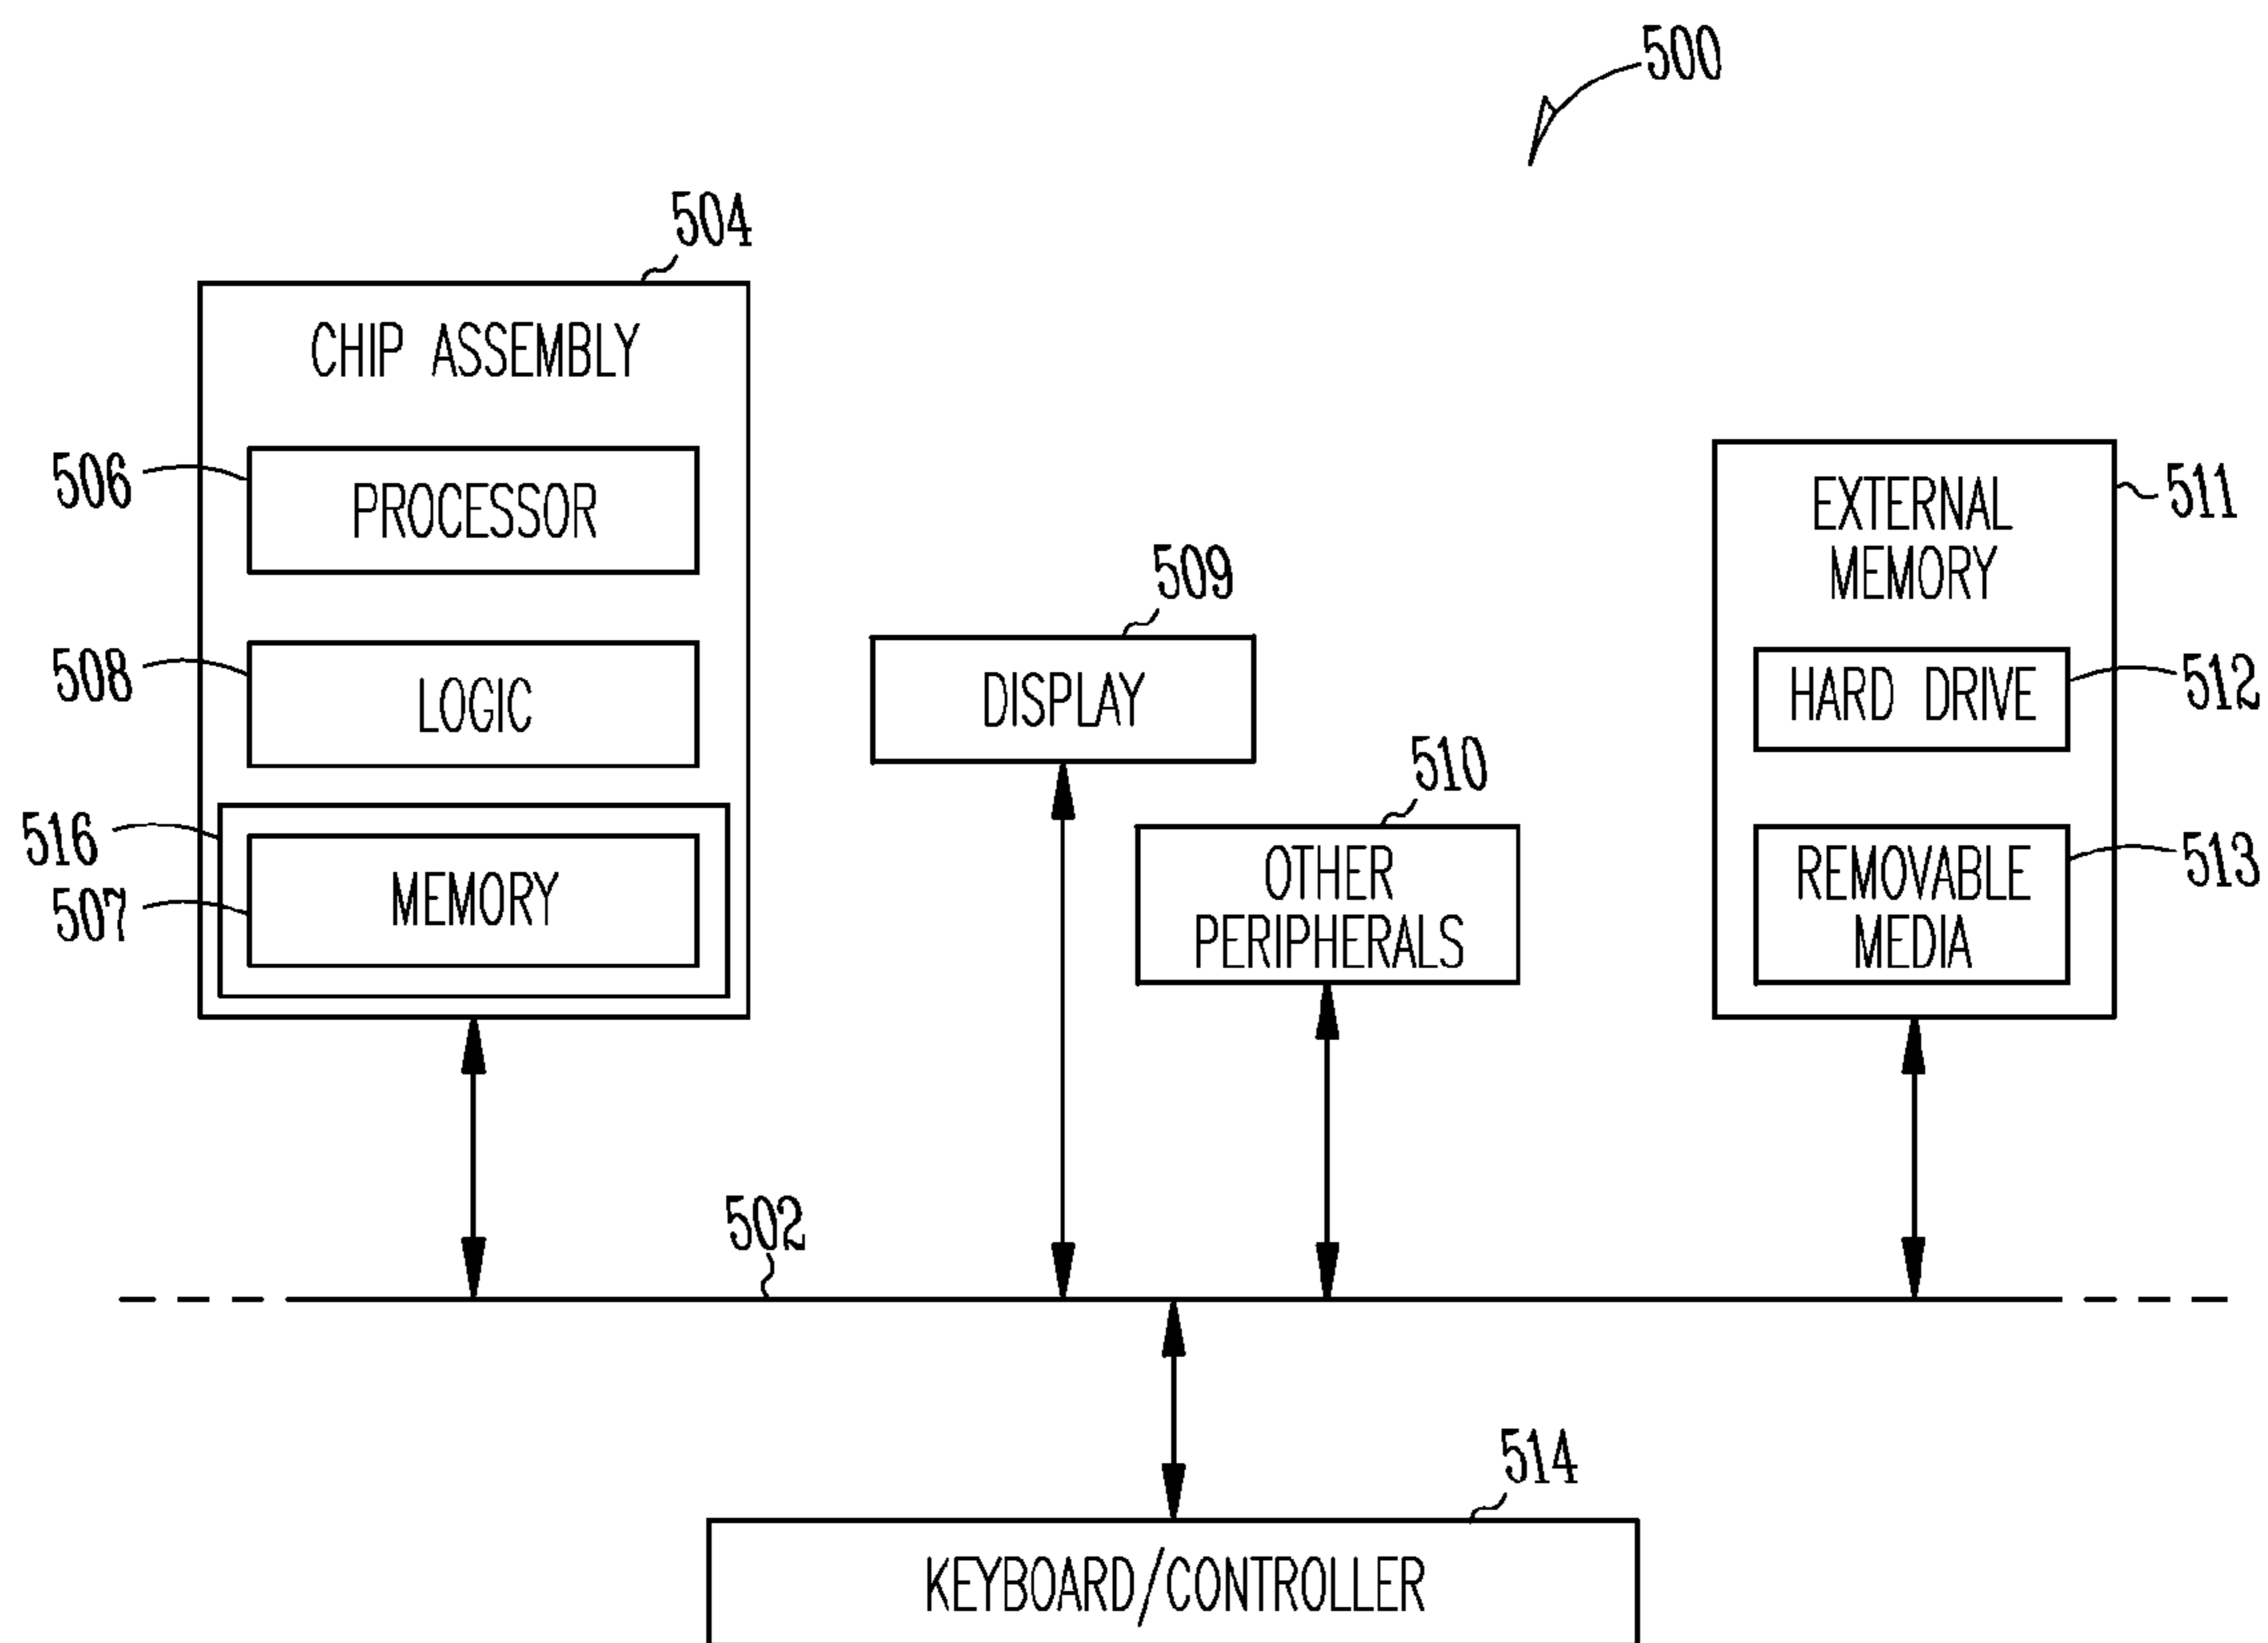 500
504
CHIP ASSEMBLY
506
PROCESSOR
508
LOGIC
516
507
MEMORY
509
DISPLAY
510
OTHER
PERIPHERALS
511
EXTERNAL
MEMORY
512
HARD DRIVE
513
REMOVABLE
MEDIA
502
514
KEYBOARD/CONTROLLER